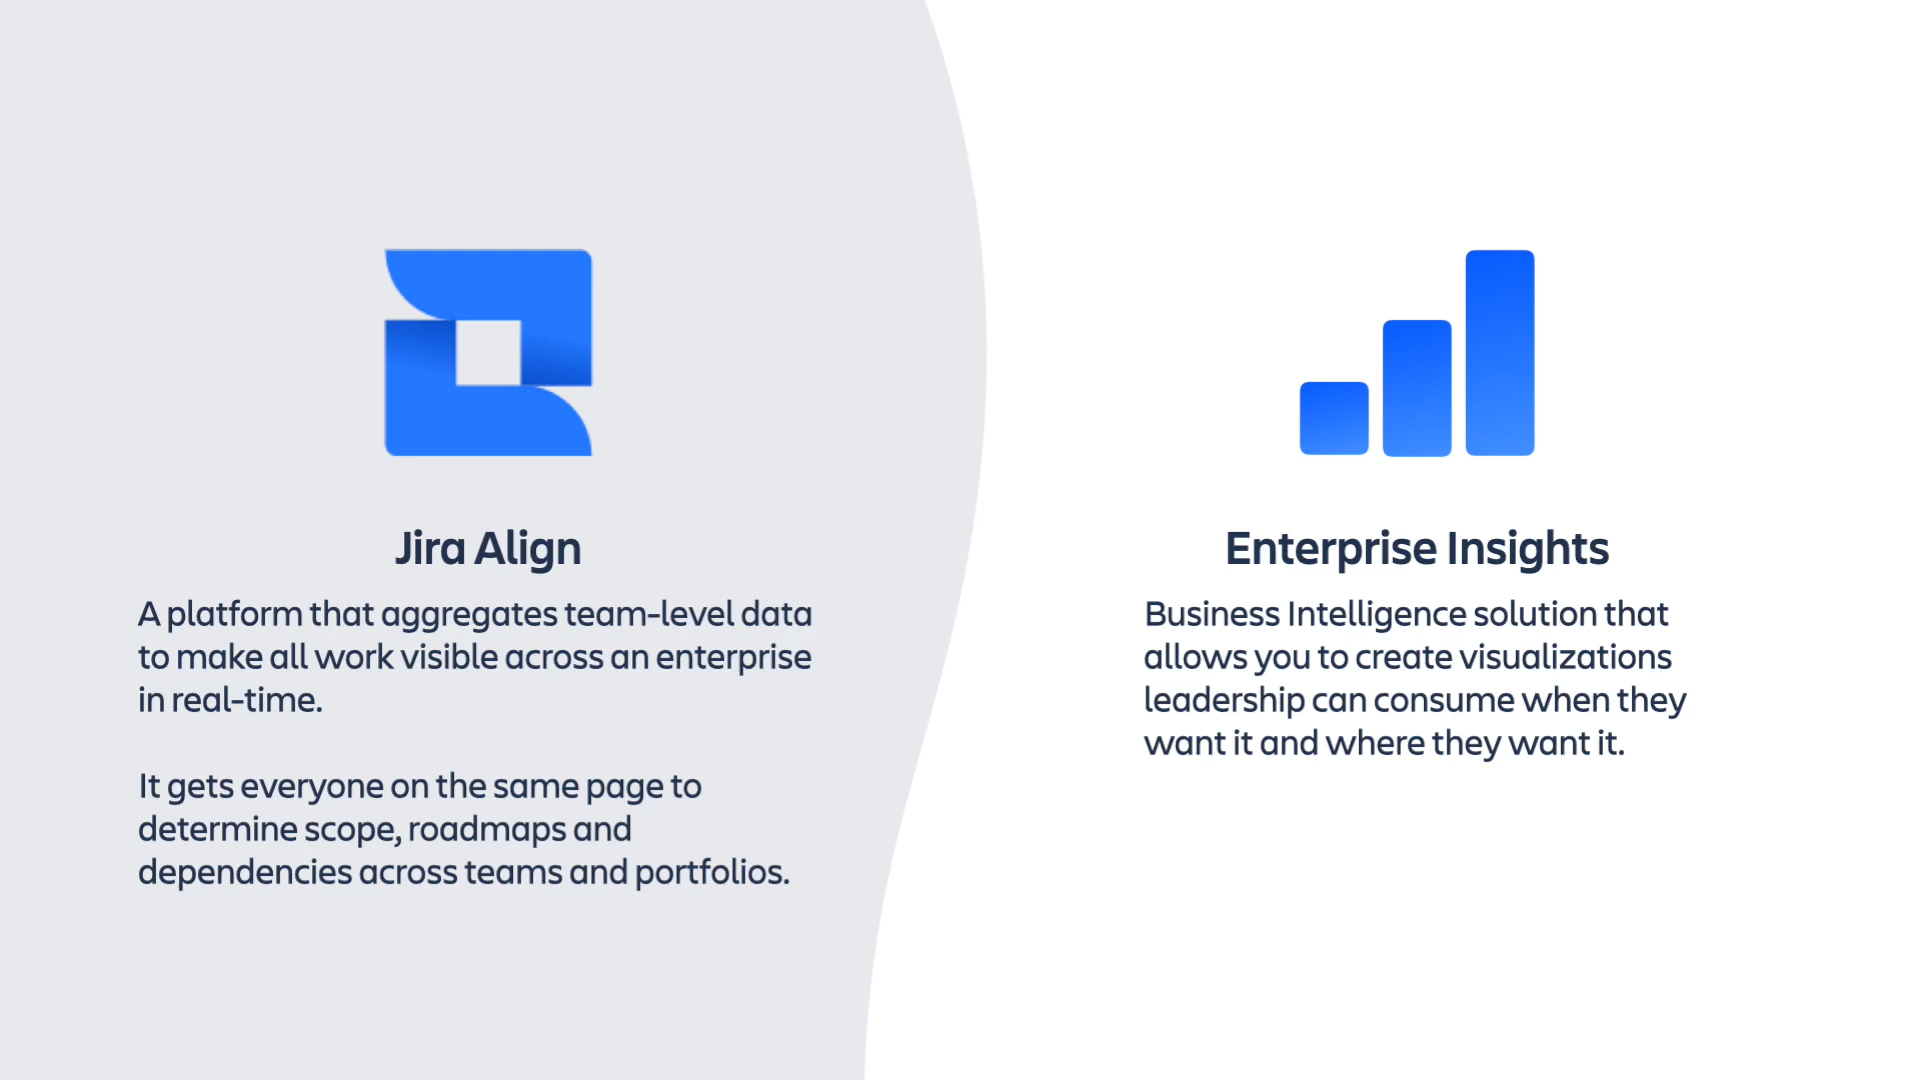 Jira Align
A platform that aggregates team-level data
to make all work visible across an enterprise
in real-time.
It gets everyone on the same page to
determine scope, roadmaps and
dependencies across teams and portfolios.
Enterprise Insights
Business Intelligence solution that
allows you to create visualizations
leadership can consume when they
want it and where they want it.